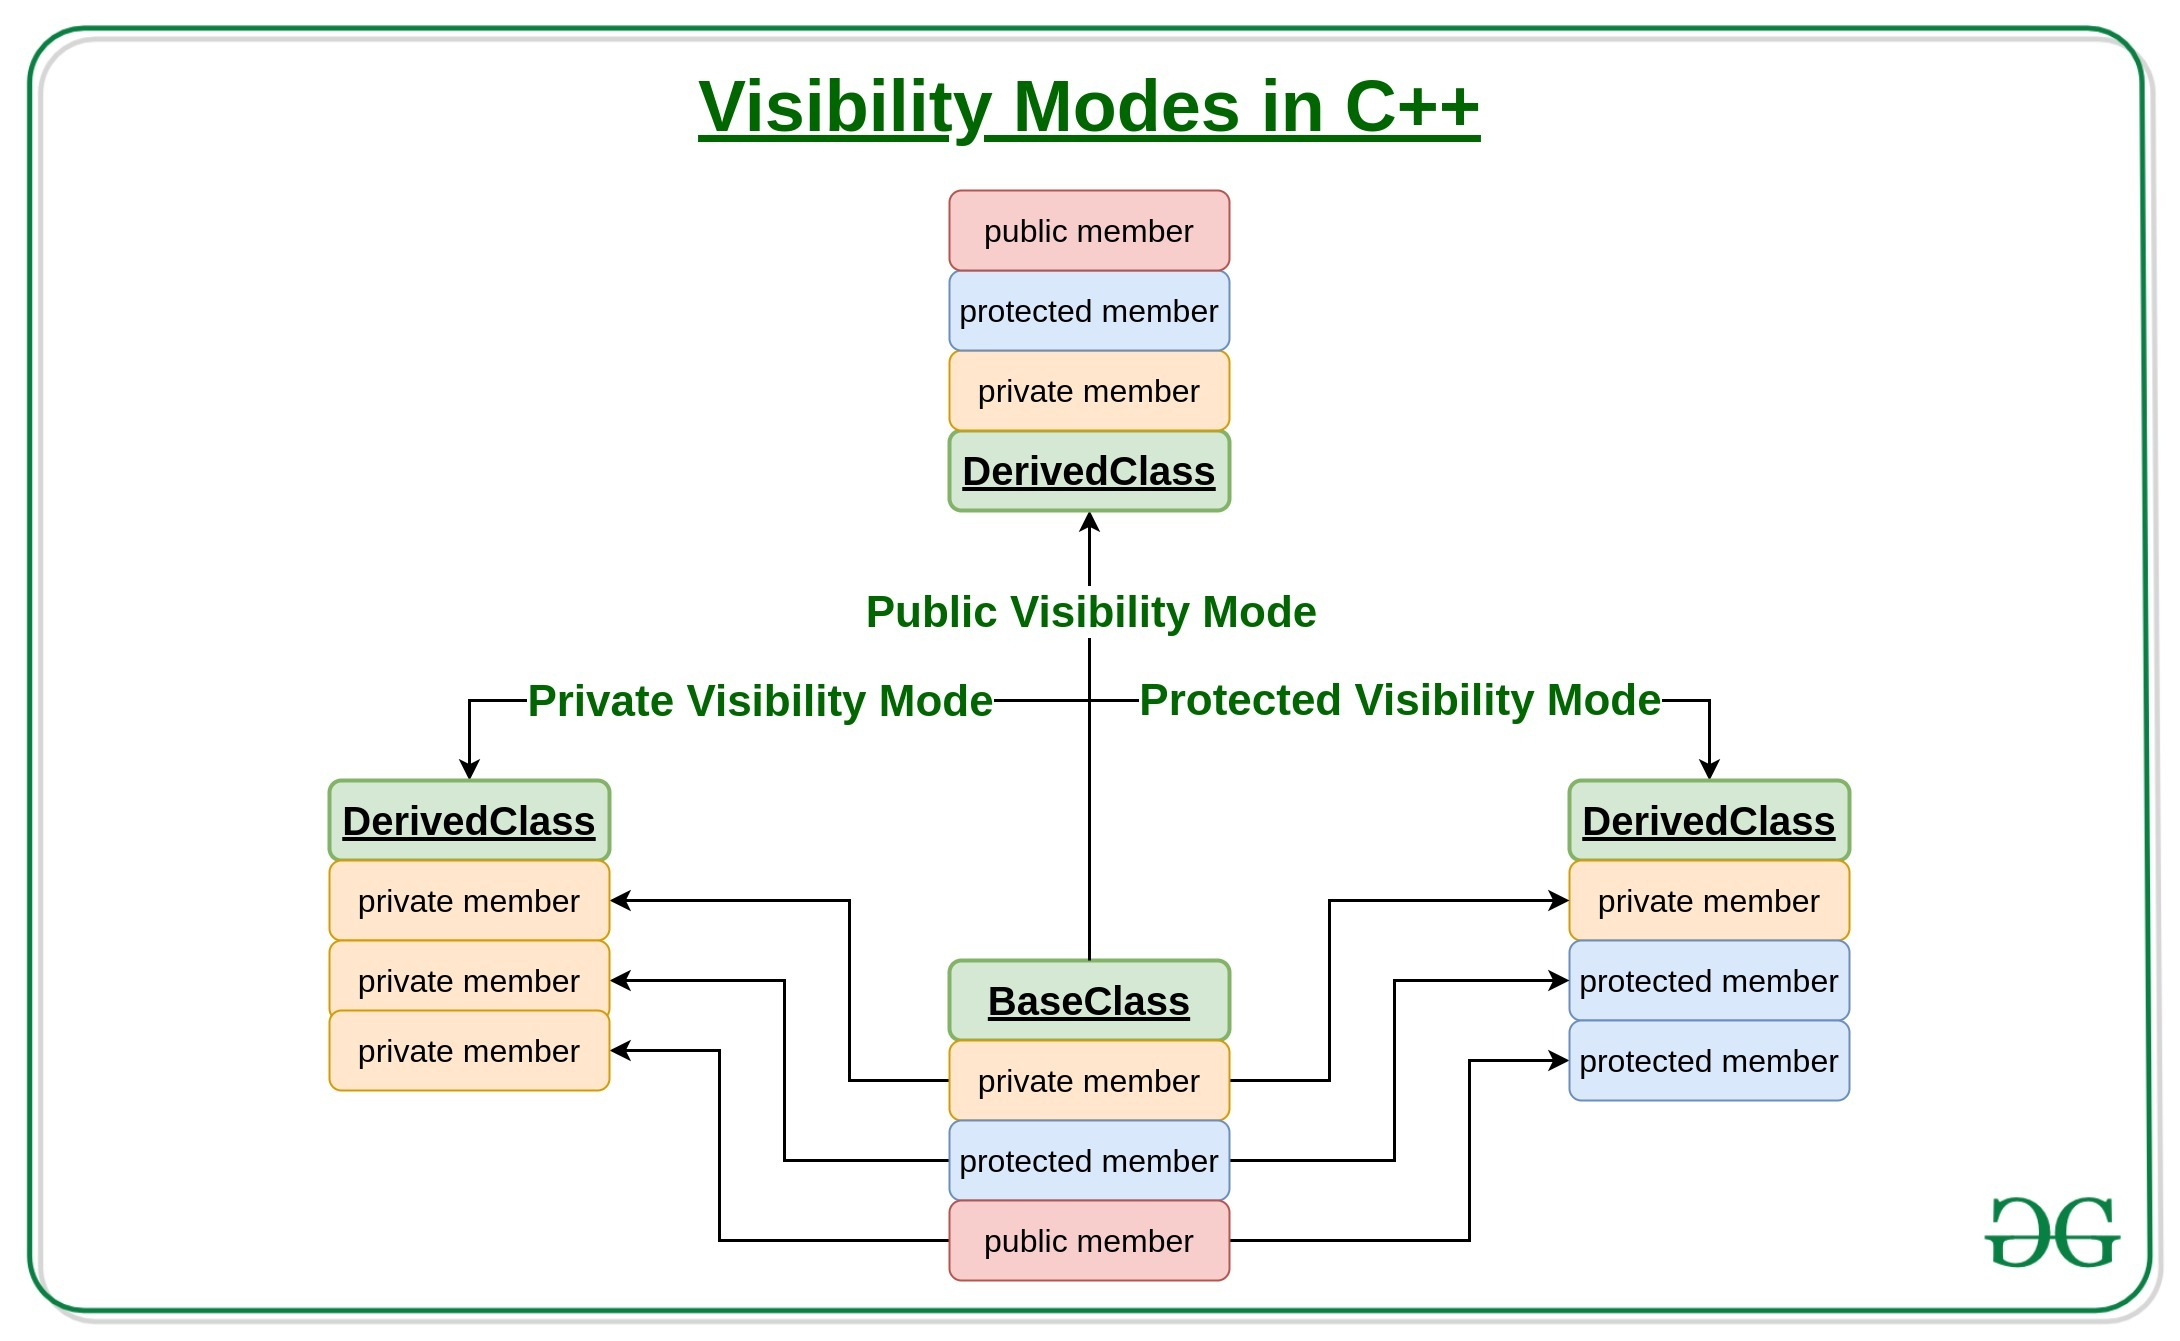 Visibility Modes in C++
public member
protected member
private member
DerivedClass
Public Visibility Mode
Private Visibility Mode
Protected Visibility Mode
DerivedClass
private member
private member
private member
BaseClass
private member
protected member
public member
DerivedClass
private member
protected member
protected member